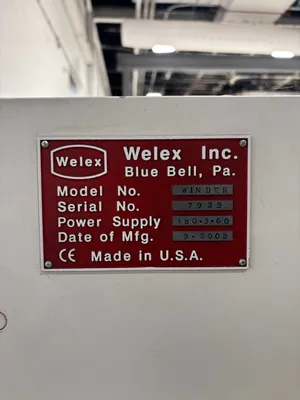 Welex
Welex Inc.
Blue Bell, Pa.
Model No. WINDER
Serial No. 7985
Power Supply 480-3-60
Date of Mfg. 9-2005
CE Made in U.S.A.